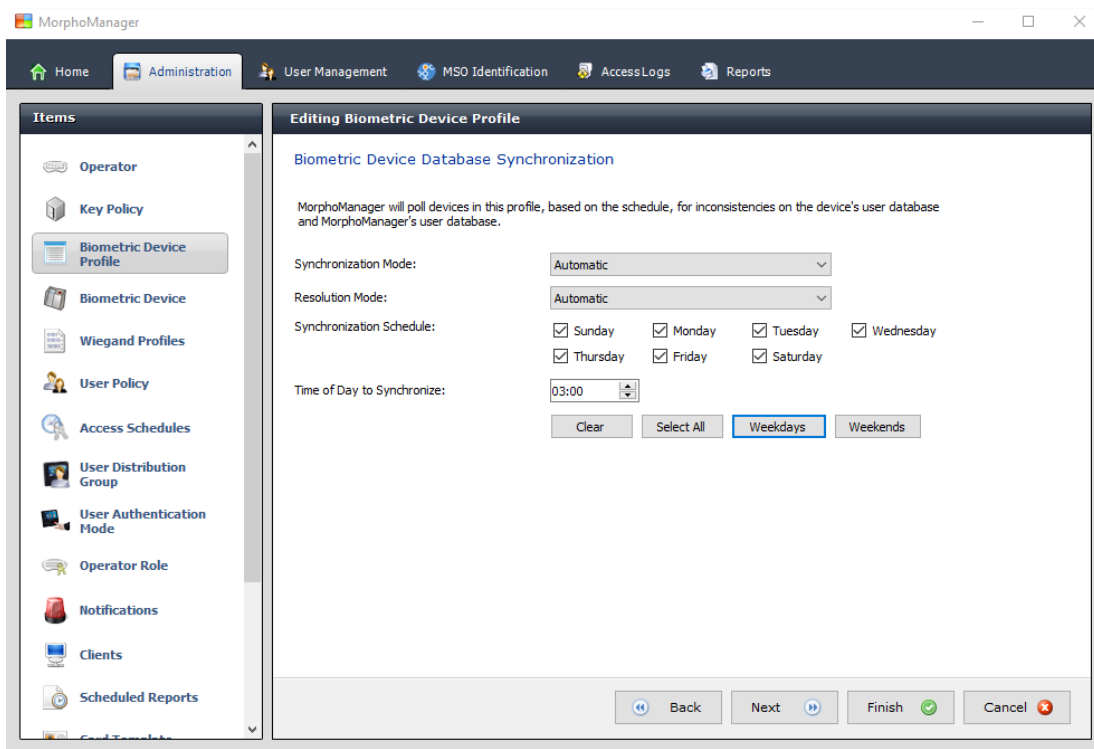 MorphoManager
Home
Administration
User Management
MSO Identification
Access Logs
Reports
Items
Operator
Key Policy
Biometric Device
Profile
Biometric Device
Wiegand Profiles
User Policy
Access Schedules
User Distribution
Group
User Authentication
Mode
Operator Role
Notifications
Clients
Scheduled Reports
Card Template
Editing Biometric Device Profile
Biometric Device Database Synchronization
MorphoManager will poll devices in this profile, based on the schedule, for inconsistencies on the device's user database
and MorphoManager's user database.
Synchronization Mode:
Automatic
Resolution Mode:
Automatic
Synchronization Schedule:
Sunday Monday Tuesday Wednesday
Thursday Friday Saturday
Time of Day to Synchronize:
03:00
Clear Select All Weekdays Weekends
Back Next Finish Cancel